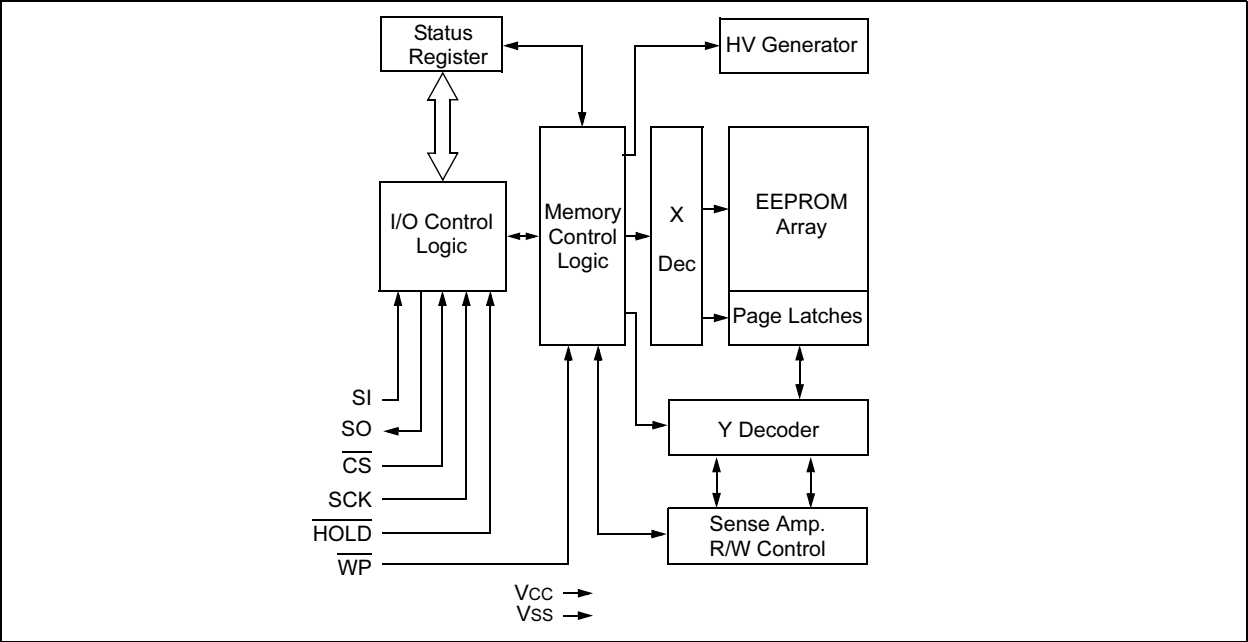 Status
Register
HV Generator
I/O Control
Logic
Memory
Control
Logic
X
Dec
EEPROM
Array
Page Latches
SI
SO
CS
SCK
HOLD
WP
Y Decoder
Sense Amp.
R/W Control
VCC
VSS